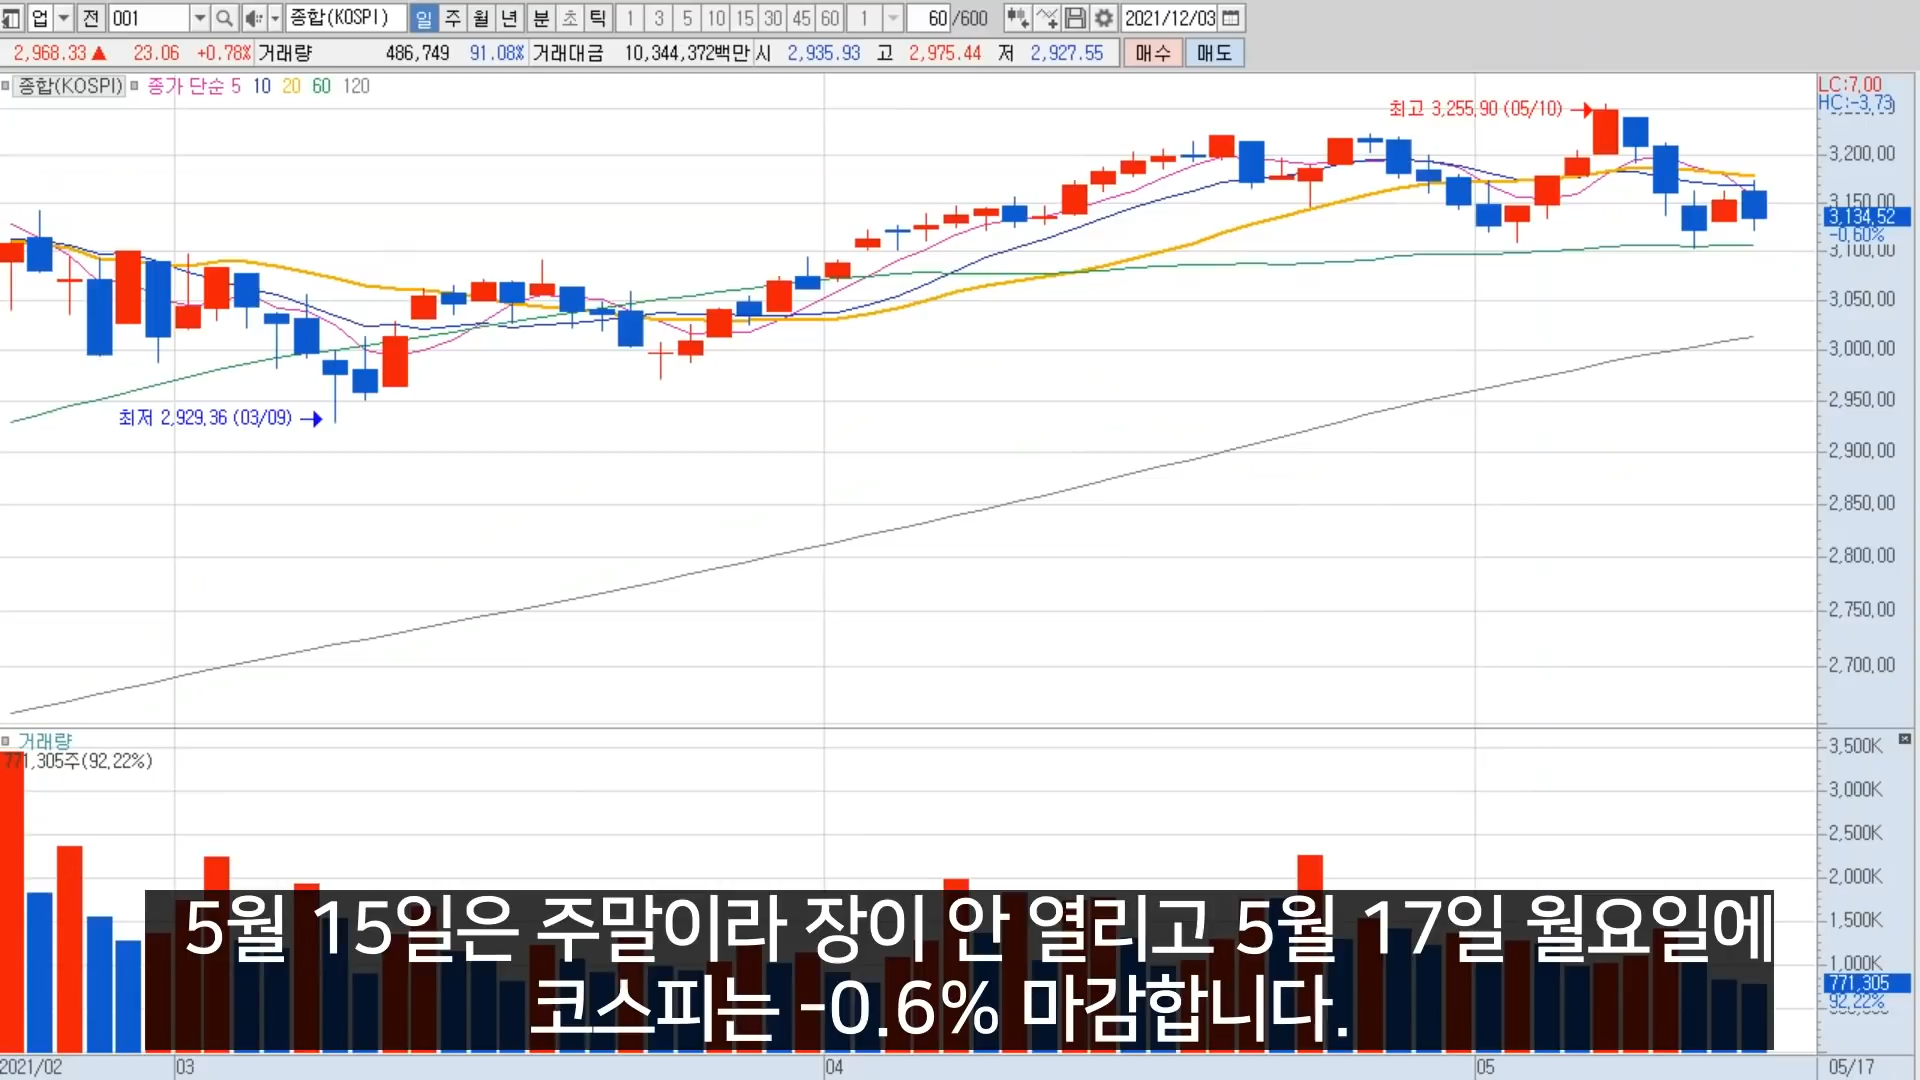 업 전 001 종합(KOSPI) 일 주 월 년 분 초 틱 1 3 5 10 15 30 45 60 1 60 /600 2021/12/03
2,968.33 ▲ 23.06 +0.78% 거래량 486,749 91.08% 거래대금 10,344,372백만 시 2,935.93 고 2,975.44 저 2,927.55 매수 매도
종합(KOSPI) 종가 단순 5 10 20 60 120
LC:7.00
HC:-3.73
최고 3,255.90 (05/10)
3,200.00
3,150.00
3,134.52
-0.60%
3,100.00
3,050.00
3,000.00
2,950.00
최저 2,929.36 (03/09)
2,900.00
2,850.00
2,800.00
2,750.00
2,700.00
거래량
771,305주(92.22%)
3,500K
3,000K
2,500K
2,000K
1,500K
1,000K
771,305
92.22%
5월 15일은 주말이라 장이 안 열리고 5월 17일 월요일에
코스피는 -0.6% 마감합니다.
2021/02 03 04 05 05/17